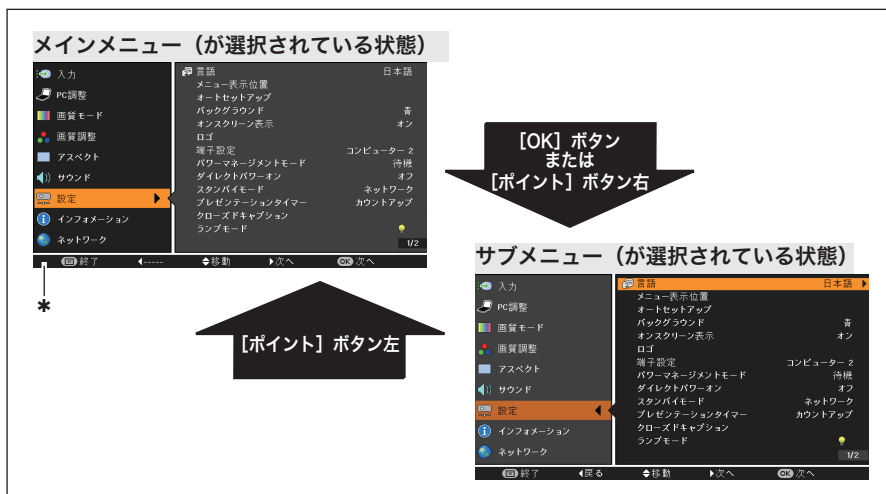 メインメニュー（が選択されている状態）
入力
PC調整
画質モード
画質調整
アスペクト
サウンド
設定
インフォメーション
ネットワーク
言語 日本語
メニュー表示位置
オートセットアップ
バックグラウンド 青
オンスクリーン表示 オン
ロゴ
端子設定 コンピューター 2
パワーマネージメントモード 待機
ダイレクトパワーオン オフ
スタンバイモード ネットワーク
プレゼンテーションタイマー カウントアップ
クローズドキャプション
ランプモード
1/2
終了 ----- 移動 次へ OK 次へ
*
[OK] ボタン
または
[ポイント] ボタン右
[ポイント] ボタン左
サブメニュー（が選択されている状態）
入力
PC調整
画質モード
画質調整
アスペクト
サウンド
設定
インフォメーション
ネットワーク
言語 日本語
メニュー表示位置
オートセットアップ
バックグラウンド 青
オンスクリーン表示 オン
ロゴ
端子設定 コンピューター 2
パワーマネージメントモード 待機
ダイレクトパワーオン オフ
スタンバイモード ネットワーク
プレゼンテーションタイマー カウントアップ
クローズドキャプション
ランプモード
1/2
終了 戻る 移動 次へ OK 次へ